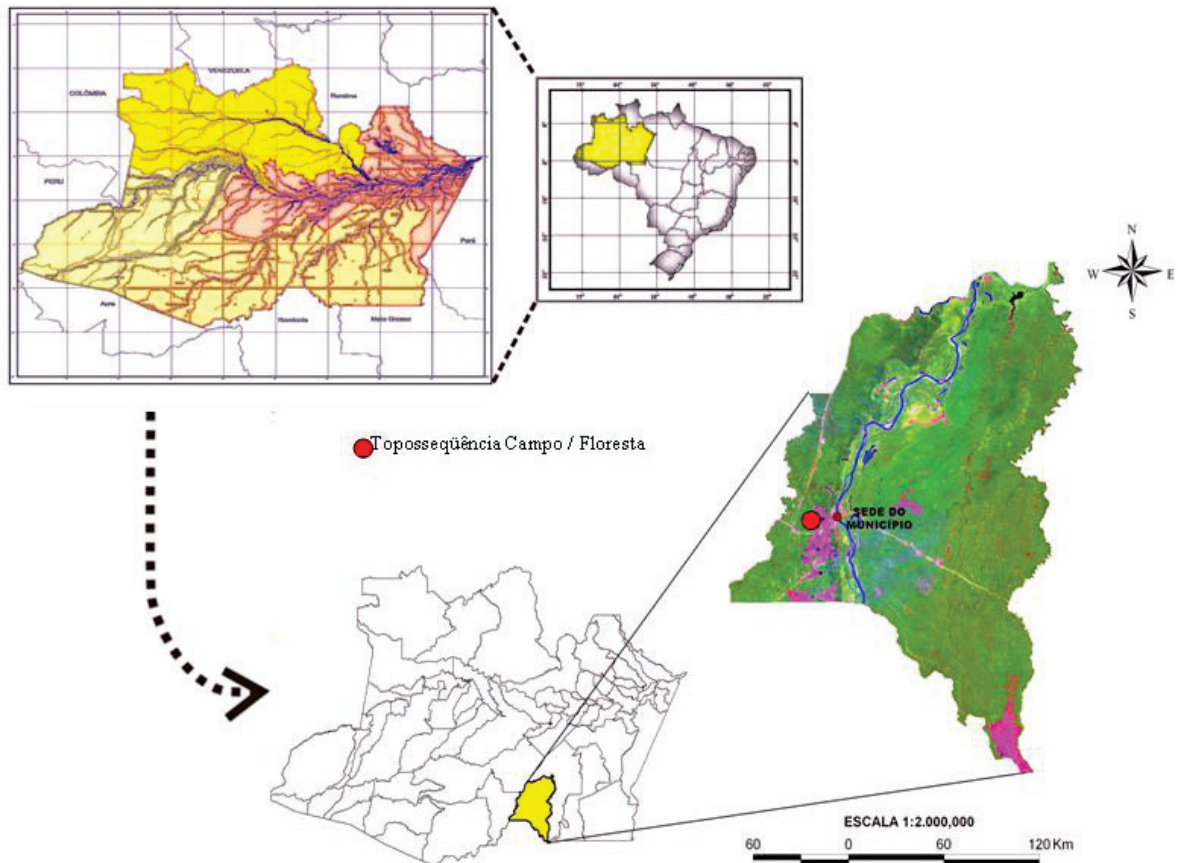 VENEZUELA
COLÔMBIA
Roraima
PERU
Pará
Acre
Rondonia
Mato Grosso
N
W
E
S
Topossequência Campo / Floresta
SEDE DO
MUNICÍPIO
ESCALA 1:2.000,000
60
0
60
120 Km